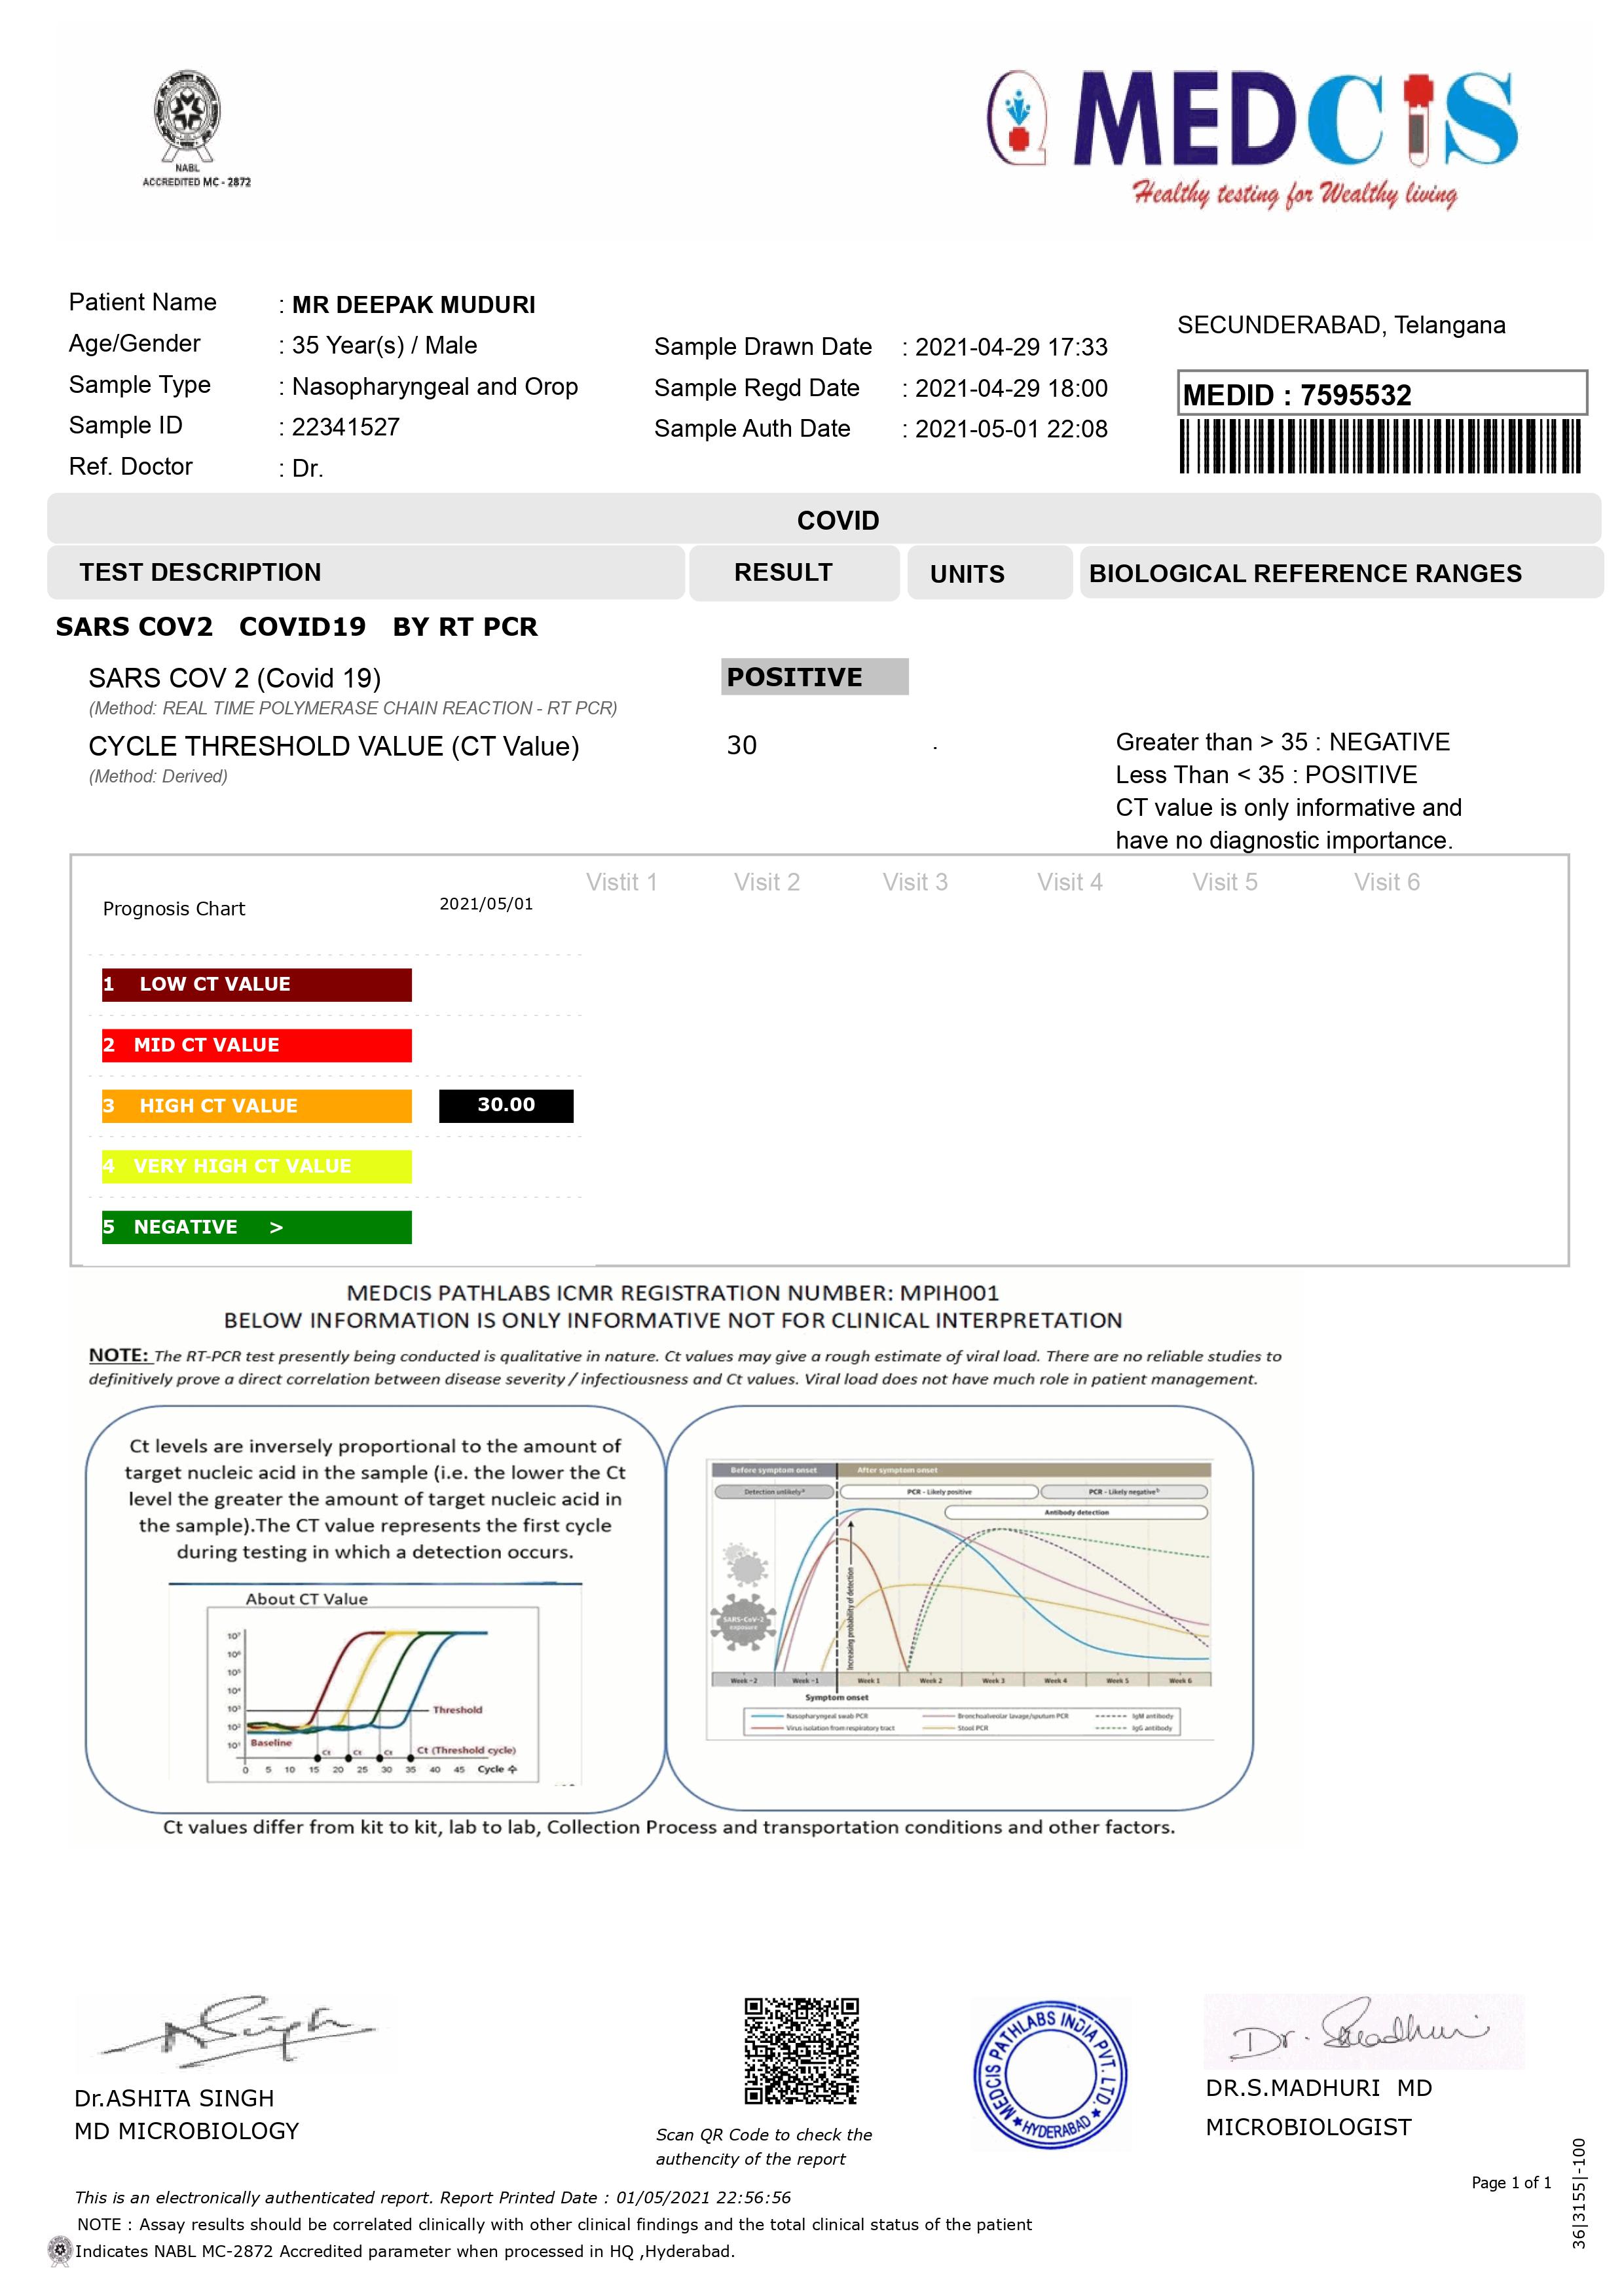 NABL
ACCREDITED MC - 2872
MEDCIS
Healthy testing for Wealthy living
Patient Name : MR DEEPAK MUDURI
Age/Gender : 35 Year(s) / Male
Sample Type : Nasopharyngeal and Orop
Sample ID : 22341527
Ref. Doctor : Dr.
Sample Drawn Date : 2021-04-29 17:33
Sample Regd Date : 2021-04-29 18:00
Sample Auth Date : 2021-05-01 22:08
SECUNDERABAD, Telangana
MEDID : 7595532
COVID
TEST DESCRIPTION RESULT UNITS BIOLOGICAL REFERENCE RANGES
SARS COV2 COVID19 BY RT PCR
SARS COV 2 (Covid 19) POSITIVE
(Method: REAL TIME POLYMERASE CHAIN REACTION - RT PCR)
CYCLE THRESHOLD VALUE (CT Value) 30 .
(Method: Derived)
Greater than > 35 : NEGATIVE
Less Than < 35 : POSITIVE
CT value is only informative and
have no diagnostic importance.
Vistit 1 Visit 2 Visit 3 Visit 4 Visit 5 Visit 6
Prognosis Chart 2021/05/01
1 LOW CT VALUE
2 MID CT VALUE
3 HIGH CT VALUE 30.00
4 VERY HIGH CT VALUE
5 NEGATIVE >
MEDCIS PATHLABS ICMR REGISTRATION NUMBER: MPIH001
BELOW INFORMATION IS ONLY INFORMATIVE NOT FOR CLINICAL INTERPRETATION
NOTE: The RT-PCR test presently being conducted is qualitative in nature. Ct values may give a rough estimate of viral load. There are no reliable studies to
definitively prove a direct correlation between disease severity / infectiousness and Ct values. Viral load does not have much role in patient management.
Ct levels are inversely proportional to the amount of
target nucleic acid in the sample (i.e. the lower the Ct
level the greater the amount of target nucleic acid in
the sample).The CT value represents the first cycle
during testing in which a detection occurs.
About CT Value
10⁷
10⁶
10⁵
10⁴
10³ Threshold
10²
10¹ Baseline
Ct Ct Ct Ct (Threshold cycle)
0 5 10 15 20 25 30 35 40 45 Cycle 수
Before symptom onset After symptom onset
Detection unlikelyᵃ PCR - Likely positive PCR - Likely negativeᵇ
Antibody detection
Increasing probability of detection
SARS-CoV-2
exposure
Week -2 Week -1 Week 1 Week 2 Week 3 Week 4 Week 5 Week 6
Symptom onset
Nasopharyngeal swab PCR Bronchoalveolar lavage/sputum PCR IgM antibody
Virus isolation from respiratory tract Stool PCR IgG antibody
Ct values differ from kit to kit, lab to lab, Collection Process and transportation conditions and other factors.
Dr.ASHITA SINGH
MD MICROBIOLOGY
Scan QR Code to check the
authencity of the report
MEDCIS PATHLABS INDIA PVT. LTD.
★ HYDERABAD ★
Dr. SMadhuri
DR.S.MADHURI MD
MICROBIOLOGIST
Page 1 of 1
36|3155|-100
This is an electronically authenticated report. Report Printed Date : 01/05/2021 22:56:56
NOTE : Assay results should be correlated clinically with other clinical findings and the total clinical status of the patient
Indicates NABL MC-2872 Accredited parameter when processed in HQ ,Hyderabad.